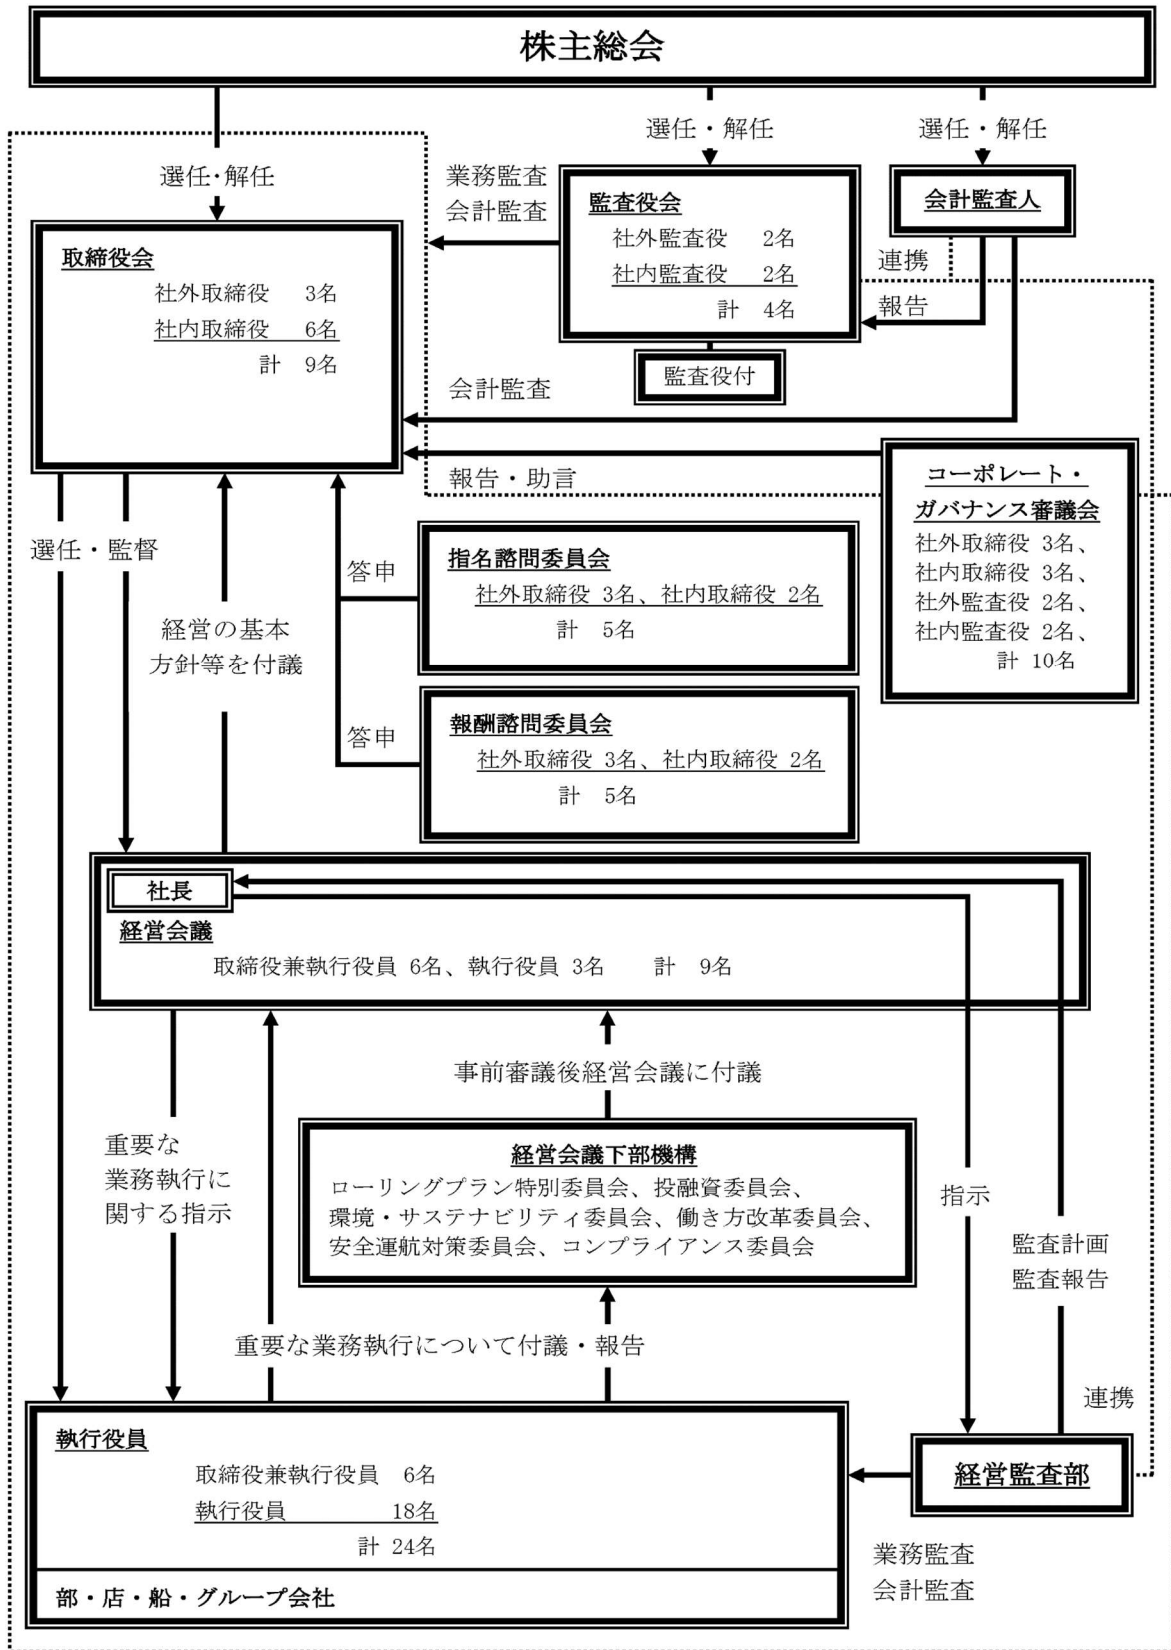 株主総会
選任・解任
選任・解任
選任・解任
業務監査
会計監査
監査役会
社外監査役 2名
社内監査役 2名
計 4名
監査役付
会計監査人
連携
報告
取締役会
社外取締役 3名
社内取締役 6名
計 9名
会計監査
報告・助言
コーポレート・
ガバナンス審議会
社外取締役 3名、
社内取締役 3名、
社外監査役 2名、
社内監査役 2名、
計 10名
選任・監督
経営の基本
方針等を付議
答申
指名諮問委員会
社外取締役 3名、社内取締役 2名
計 5名
答申
報酬諮問委員会
社外取締役 3名、社内取締役 2名
計 5名
社長
経営会議
取締役兼執行役員 6名、執行役員 3名 計 9名
事前審議後経営会議に付議
重要な
業務執行に
関する指示
経営会議下部機構
ローリングプラン特別委員会、投融資委員会、
環境・サステナビリティ委員会、働き方改革委員会、
安全運航対策委員会、コンプライアンス委員会
指示
監査計画
監査報告
重要な業務執行について付議・報告
連携
執行役員
取締役兼執行役員 6名
執行役員 18名
計 24名
部・店・船・グループ会社
経営監査部
業務監査
会計監査